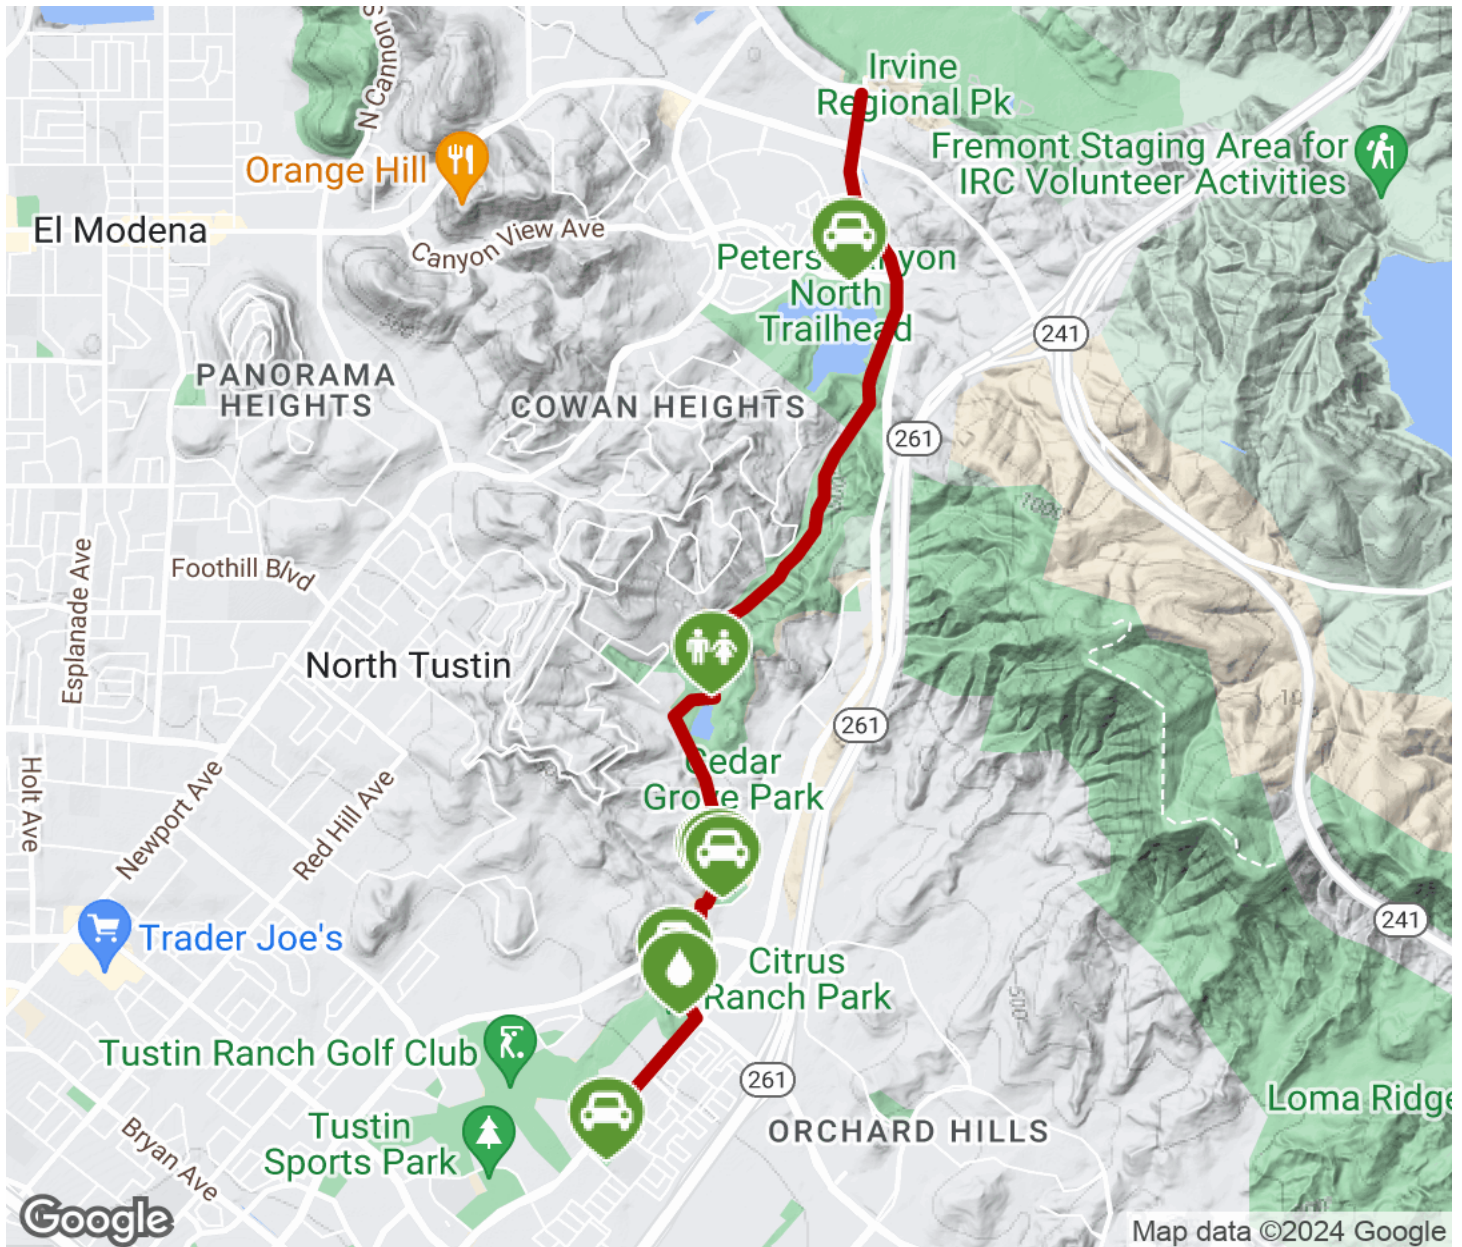 N Cannon
Irvine
Regional Pk
Fremont Staging Area for
IRC Volunteer Activities
Orange Hill
El Modena
Canyon View Ave
Peters Canyon
North
Trailhead
500
241
PANORAMA
HEIGHTS
COWAN HEIGHTS
261
1000
Foothill Blvd
Esplanade Ave
North Tustin
261
Cedar
Grove Park
Holt Ave
Newport Ave
Red Hill Ave
Trader Joe's
241
Citrus
Ranch Park
500
Tustin Ranch Golf Club
261
Loma Ridge
Tustin
Sports Park
ORCHARD HILLS
Bryan Ave
Google
Map data ©2024 Google